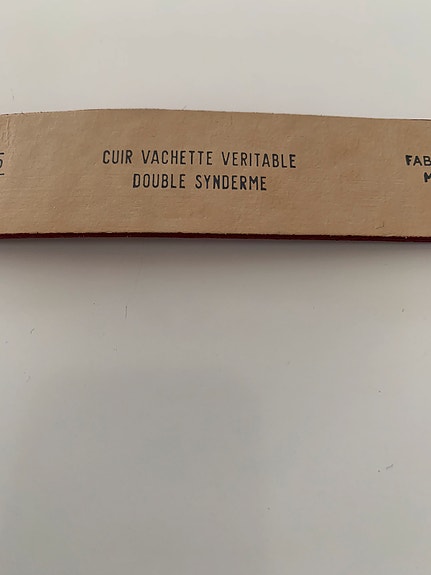 CUIR VACHETTE VERITABLE
DOUBLE SYNDERME